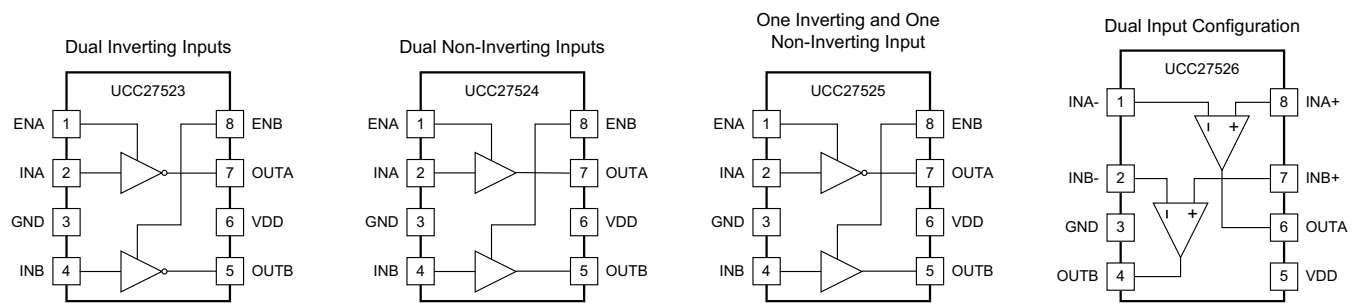 Dual Inverting Inputs
UCC27523
ENA 1 8 ENB
INA 2 7 OUTA
GND 3 6 VDD
INB 4 5 OUTB
Dual Non-Inverting Inputs
UCC27524
ENA 1 8 ENB
INA 2 7 OUTA
GND 3 6 VDD
INB 4 5 OUTB
One Inverting and One
Non-Inverting Input
UCC27525
ENA 1 8 ENB
INA 2 7 OUTA
GND 3 6 VDD
INB 4 5 OUTB
Dual Input Configuration
UCC27526
INA- 1 8 INA+
- +
INB- 2 7 INB+
- +
GND 3 6 OUTA
OUTB 4 5 VDD